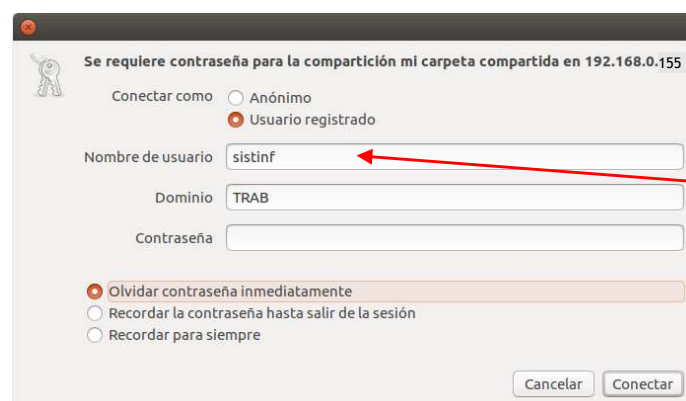 Se requiere contraseña para la compartición mi carpeta compartida en 192.168.0.155
Conectar como
Anónimo
Usuario registrado
Nombre de usuario sistinf
Dominio TRAB
Contraseña
Olvidar contraseña inmediatamente
Recordar la contraseña hasta salir de la sesión
Recordar para siempre
Cancelar Conectar